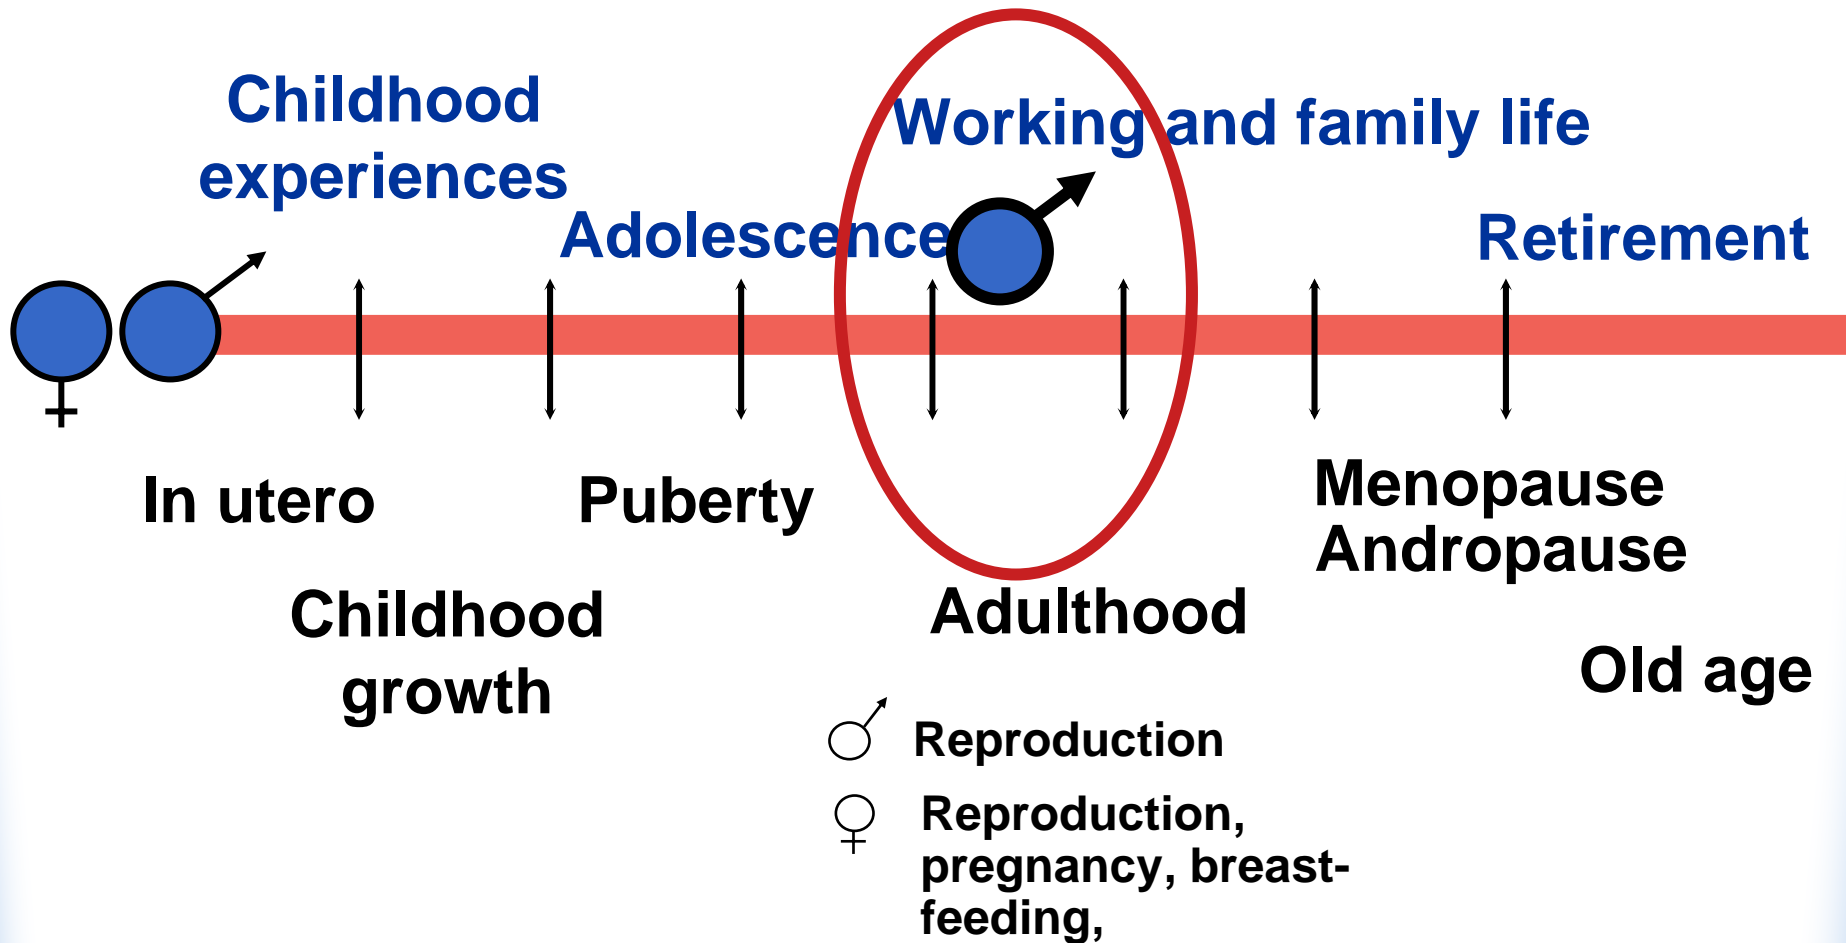 Childhood
experiences
Working and family life
Adolescence
Retirement
In utero
Puberty
Menopause
Andropause
Childhood
growth
Adulthood
Old age
Reproduction
Reproduction,
pregnancy, breast-
feeding,